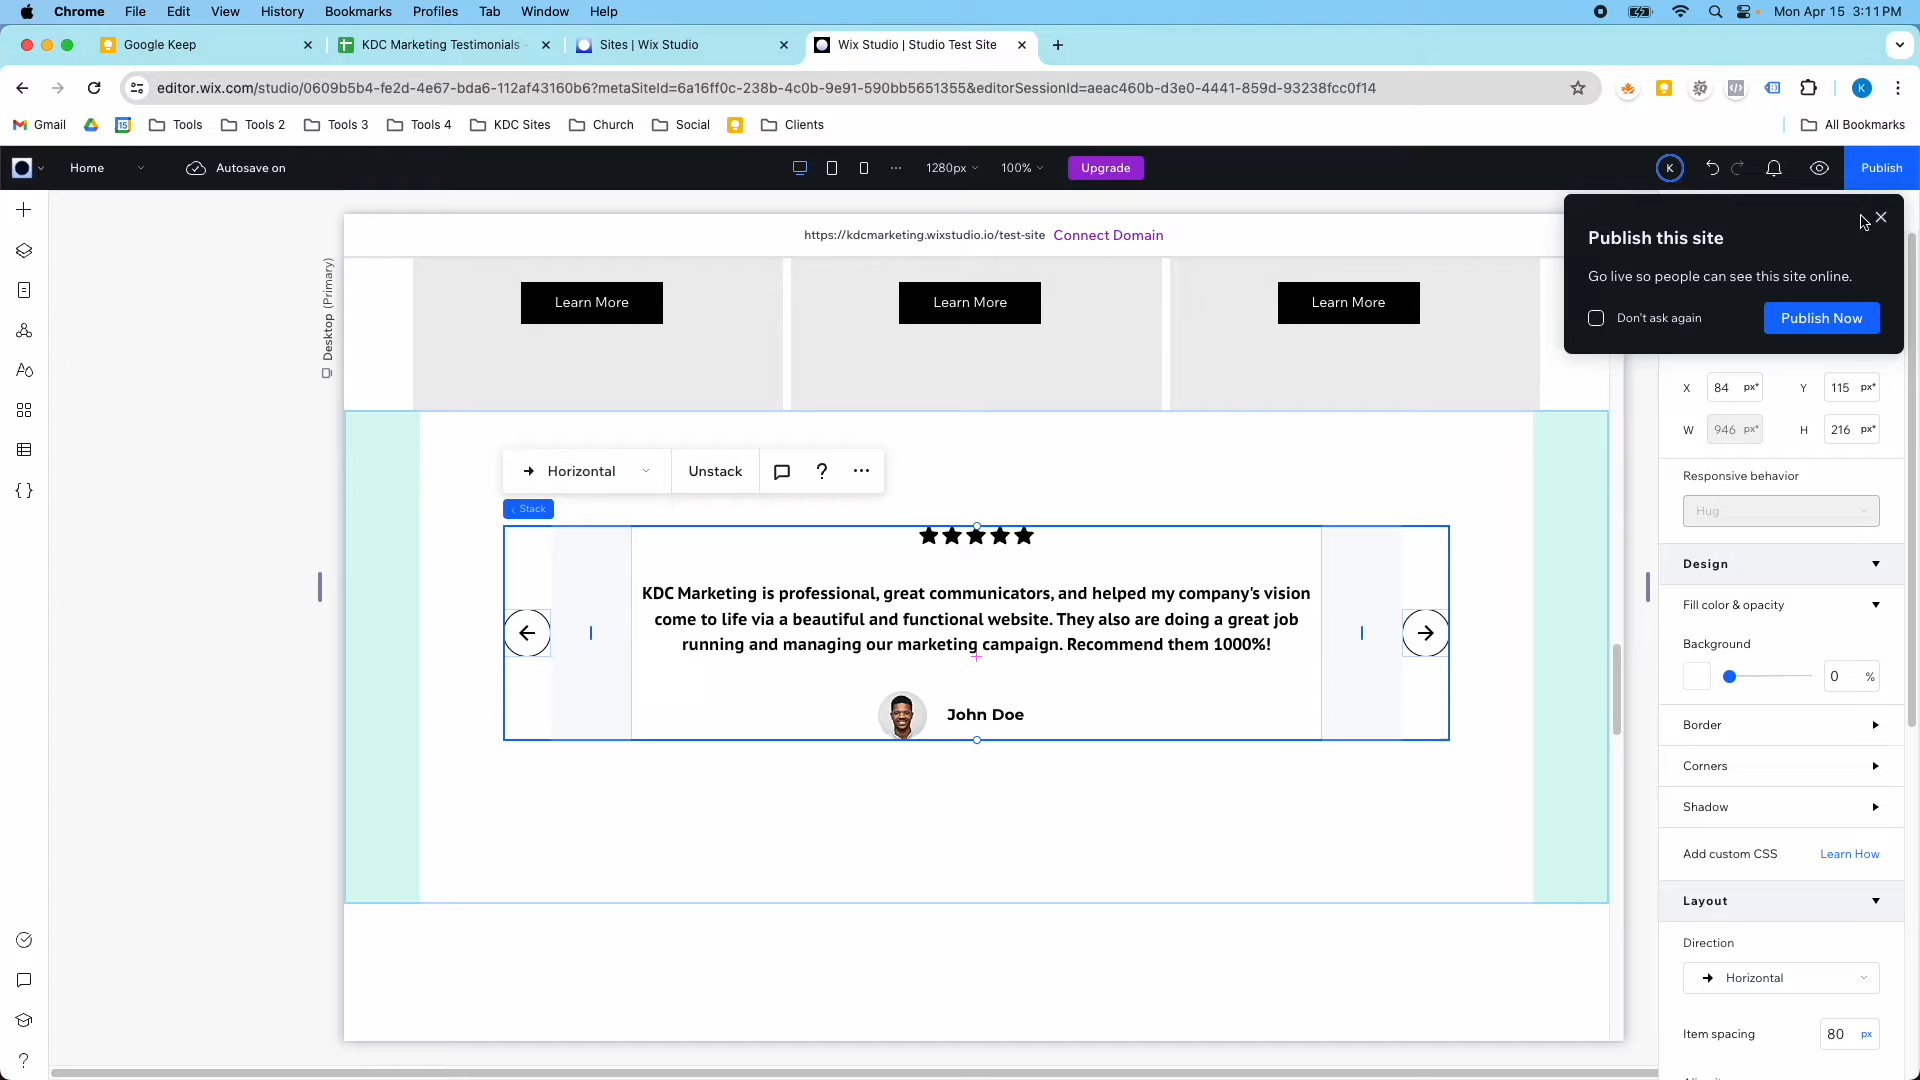 Chrome File Edit View History Bookmarks Profiles Tab Window Help Mon Apr 15 3:11 PM
Google Keep KDC Marketing Testimonials Sites | Wix Studio Wix Studio | Studio Test Site
editor.wix.com/studio/0609b5b4-fe2d-4e67-bda6-112af43160b6?metaSiteId=6a16ff0c-238b-4c0b-9e91-590bb5651355&editorSessionId=aeac460b-d3e0-4441-859d-93238fcc0f14 K
Gmail 15 Tools Tools 2 Tools 3 Tools 4 KDC Sites Church Social Clients All Bookmarks
Home Autosave on 1280px 100% Upgrade K Publish
https://kdcmarketing.wixstudio.io/test-site Connect Domain
Publish this site
Go live so people can see this site online.
Don't ask again Publish Now
Desktop (Primary)
Learn More Learn More Learn More
X 84 px* Y 115 px*
W 946 px* H 216 px*
Horizontal Unstack ?
Responsive behavior
Hug
< Stack
Design
KDC Marketing is professional, great communicators, and helped my company's vision
come to life via a beautiful and functional website. They also are doing a great job
running and managing our marketing campaign. Recommend them 1000%!
John Doe
Fill color & opacity
Background
0 %
Border
Corners
Shadow
Add custom CSS Learn How
Layout
Direction
Horizontal
Item spacing 80 px
?